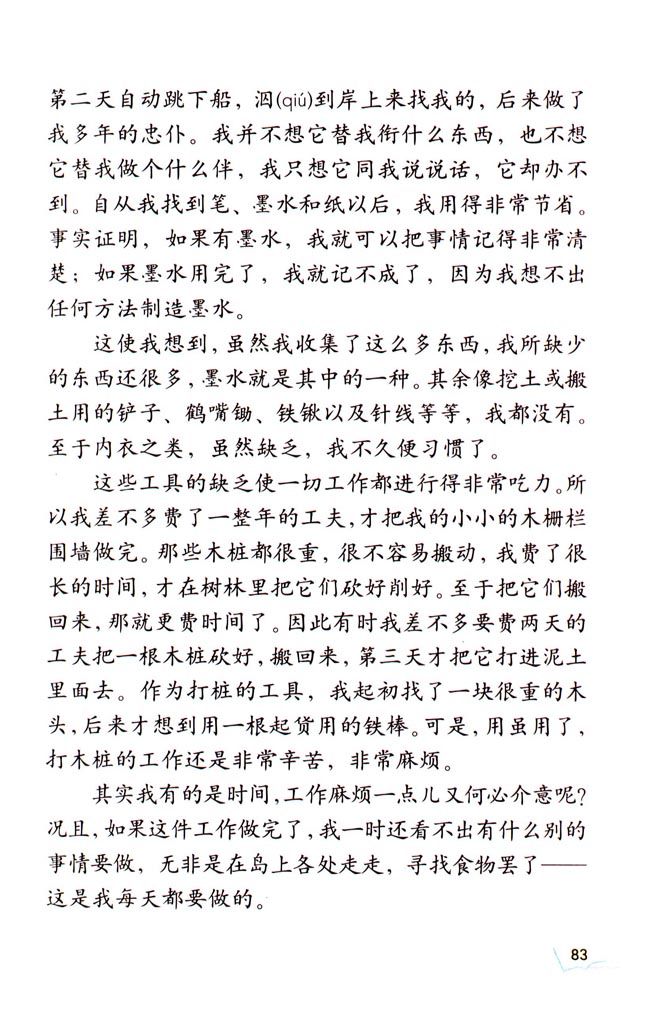 第二天自动跳下船，泅(qiú)到岸上来找我的，后来做了
我多年的忠仆。我并不想它替我衔什么东西，也不想
它替我做个什么伴，我只想它同我说说话，它却办不
到。自从我找到笔、墨水和纸以后，我用得非常节省。
事实证明，如果有墨水，我就可以把事情记得非常清
楚；如果墨水用完了，我就记不成了，因为我想不出
任何方法制造墨水。
这使我想到，虽然我收集了这么多东西，我所缺少
的东西还很多，墨水就是其中的一种。其余像挖土或搬
土用的铲子、鹤嘴锄、铁锹以及针线等等，我都没有。
至于内衣之类，虽然缺乏，我不久便习惯了。
这些工具的缺乏使一切工作都进行得非常吃力。所
以我差不多费了一整年的工夫，才把我的小小的木栅栏
围墙做完。那些木桩都很重，很不容易搬动，我费了很
长的时间，才在树林里把它们砍好削好。至于把它们搬
回来，那就更费时间了。因此有时我差不多要费两天的
工夫把一根木桩砍好，搬回来，第三天才把它打进泥土
里面去。作为打桩的工具，我起初找了一块很重的木
头，后来才想到用一根起货用的铁棒。可是，用虽用了，
打木桩的工作还是非常辛苦，非常麻烦。
其实我有的是时间，工作麻烦一点儿又何必介意呢？
况且，如果这件工作做完了，我一时还看不出有什么别的
事情要做，无非是在岛上各处走走，寻找食物罢了——
这是我每天都要做的。
83